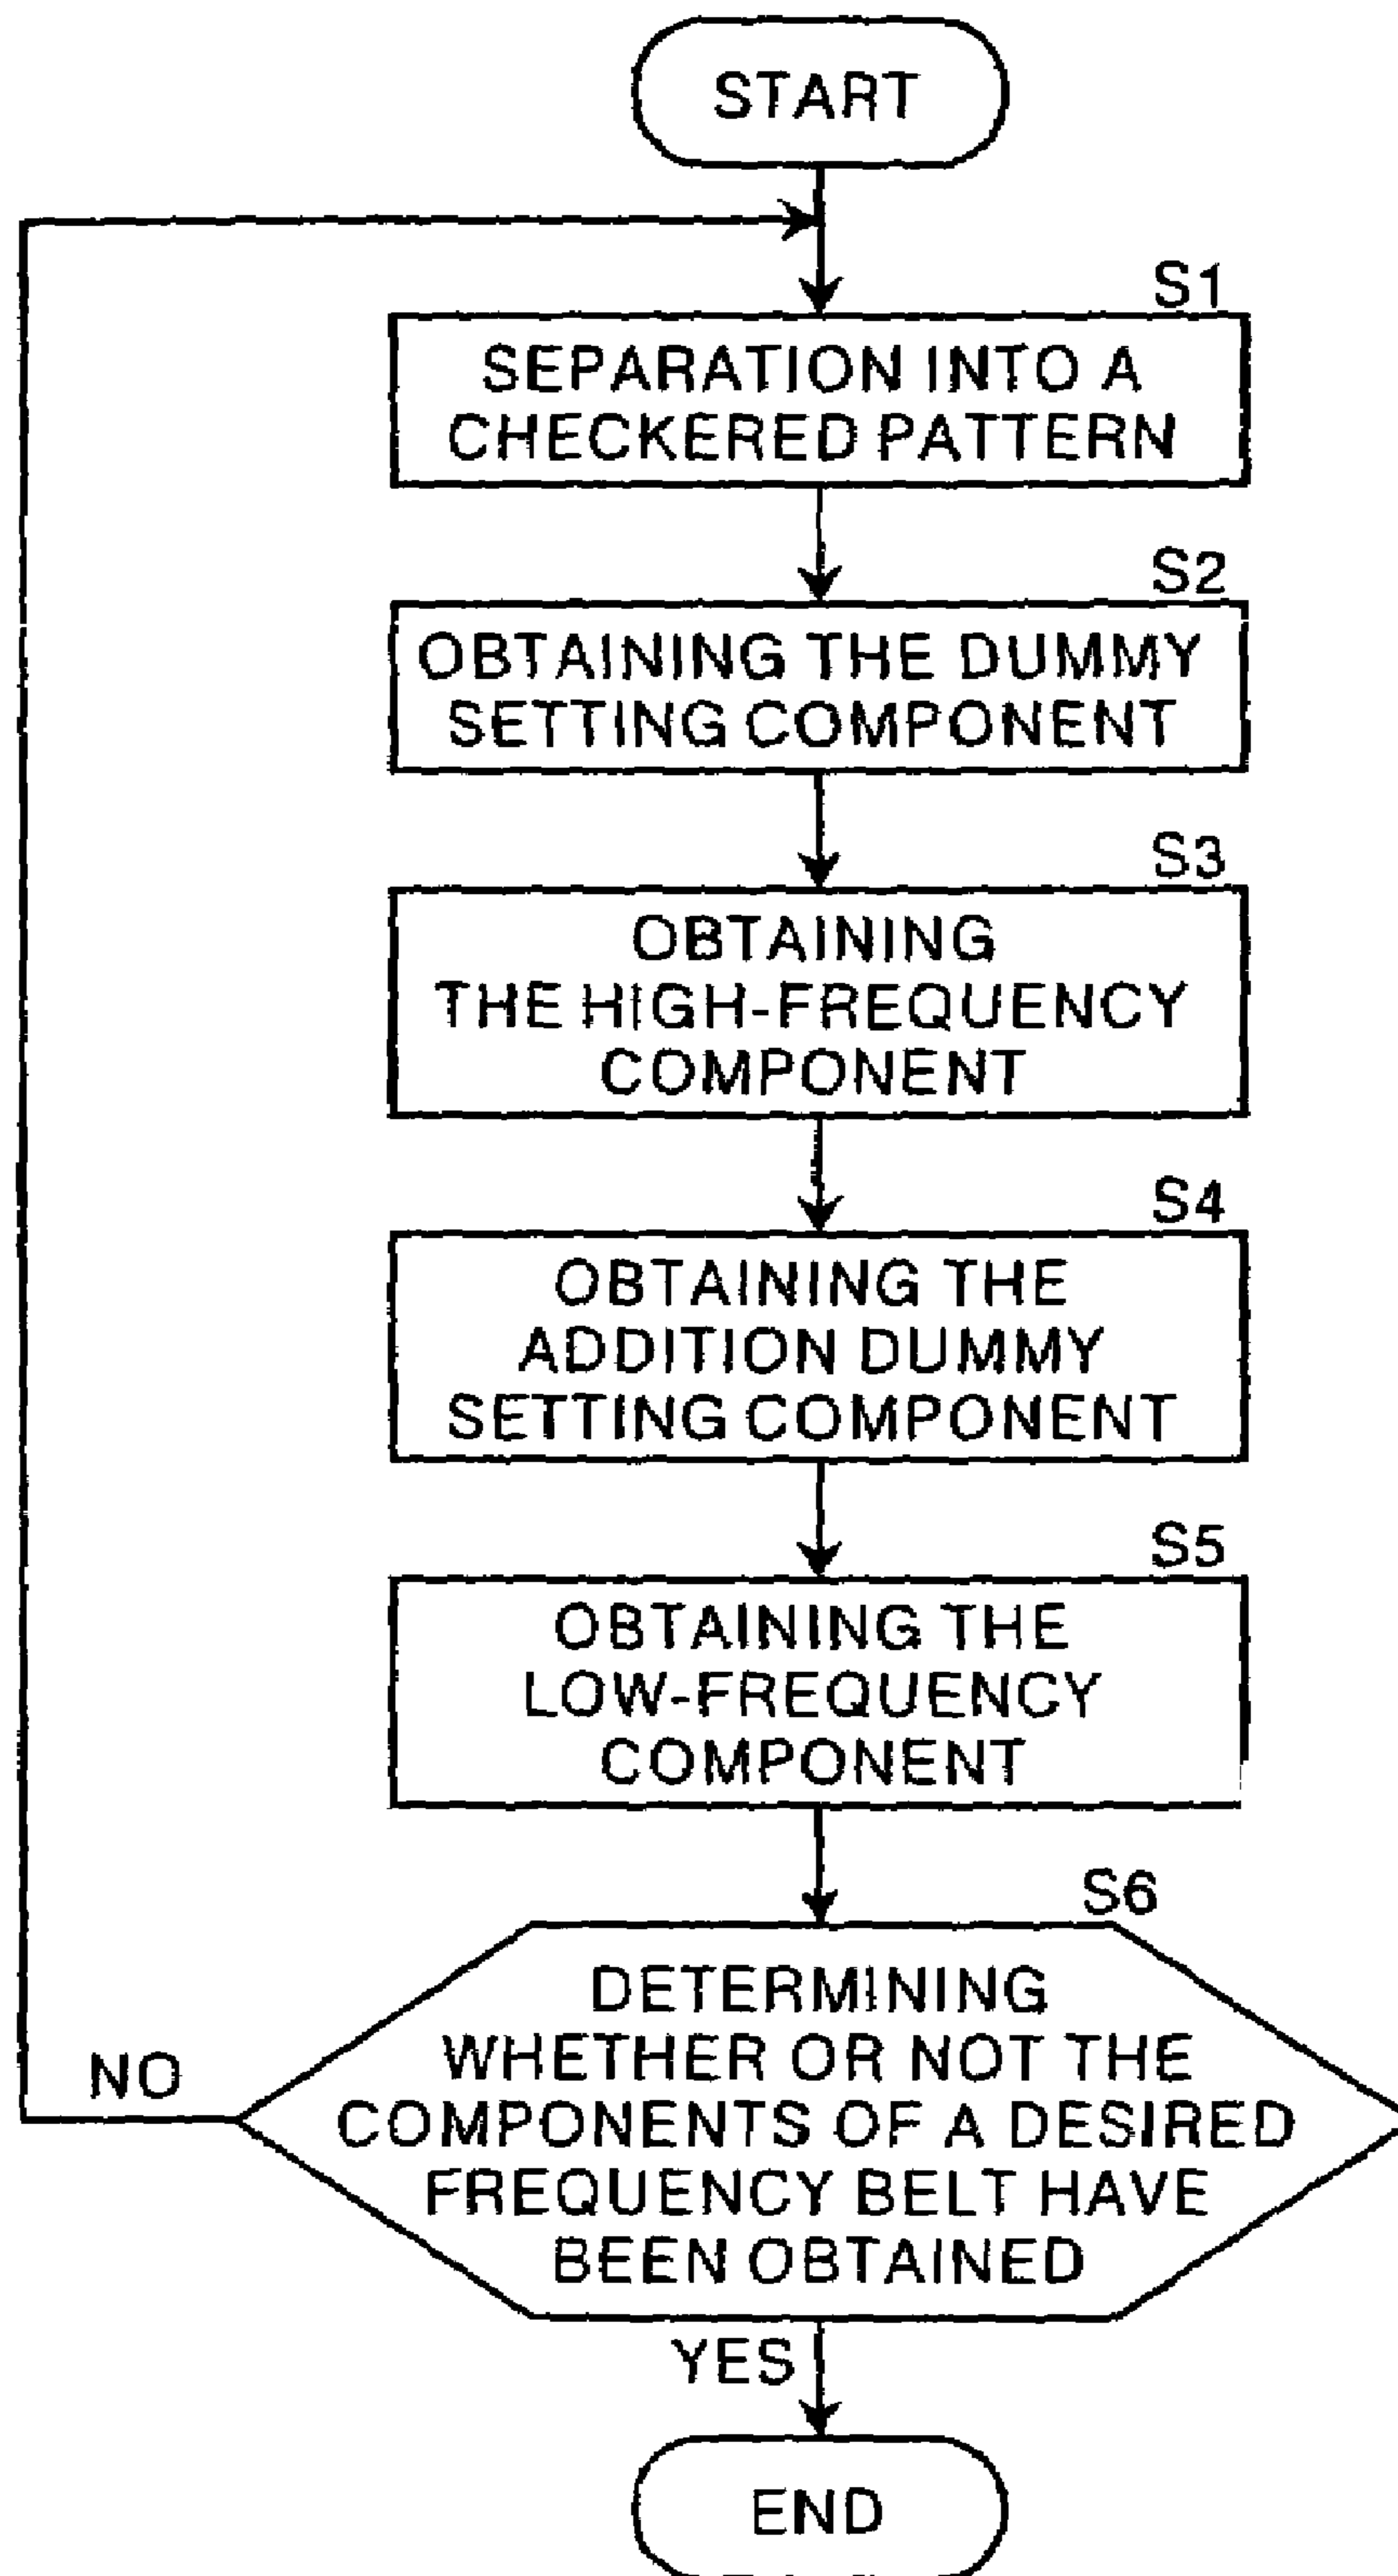 START
S1
SEPARATION INTO A
CHECKERED PATTERN
S2
OBTAINING THE DUMMY
SETTING COMPONENT
S3
OBTAINING
THE HIGH-FREQUENCY
COMPONENT
S4
OBTAINING THE
ADDITION DUMMY
SETTING COMPONENT
S5
OBTAINING THE
LOW-FREQUENCY
COMPONENT
S6
DETERMINING
WHETHER OR NOT THE
COMPONENTS OF A DESIRED
FREQUENCY BELT HAVE
BEEN OBTAINED
NO
YES
END